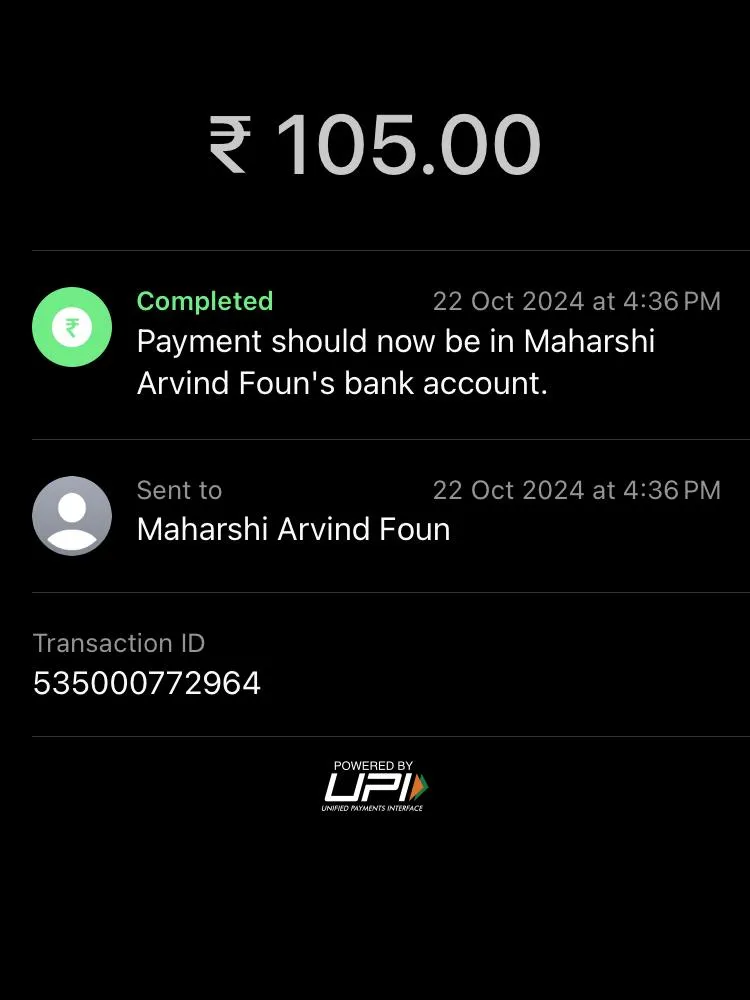 ₹ 105.00
Completed
22 Oct 2024 at 4:36 PM
Payment should now be in Maharshi
Arvind Foun's bank account.
Sent to
22 Oct 2024 at 4:36 PM
Maharshi Arvind Foun
Transaction ID
535000772964
POWERED BY
UPI
UNIFIED PAYMENTS INTERFACE